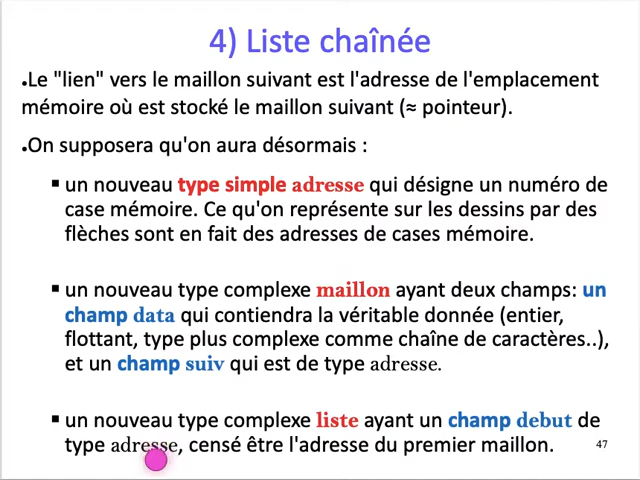 4) Liste chaînée
•Le "lien" vers le maillon suivant est l'adresse de l'emplacement
mémoire où est stocké le maillon suivant (≈ pointeur).
•On supposera qu'on aura désormais :
▪ un nouveau type simple adresse qui désigne un numéro de
case mémoire. Ce qu'on représente sur les dessins par des
flèches sont en fait des adresses de cases mémoire.
▪ un nouveau type complexe maillon ayant deux champs: un
champ data qui contiendra la véritable donnée (entier,
flottant, type plus complexe comme chaîne de caractères..),
et un champ suiv qui est de type adresse.
▪ un nouveau type complexe liste ayant un champ debut de
type adresse, censé être l'adresse du premier maillon.
47